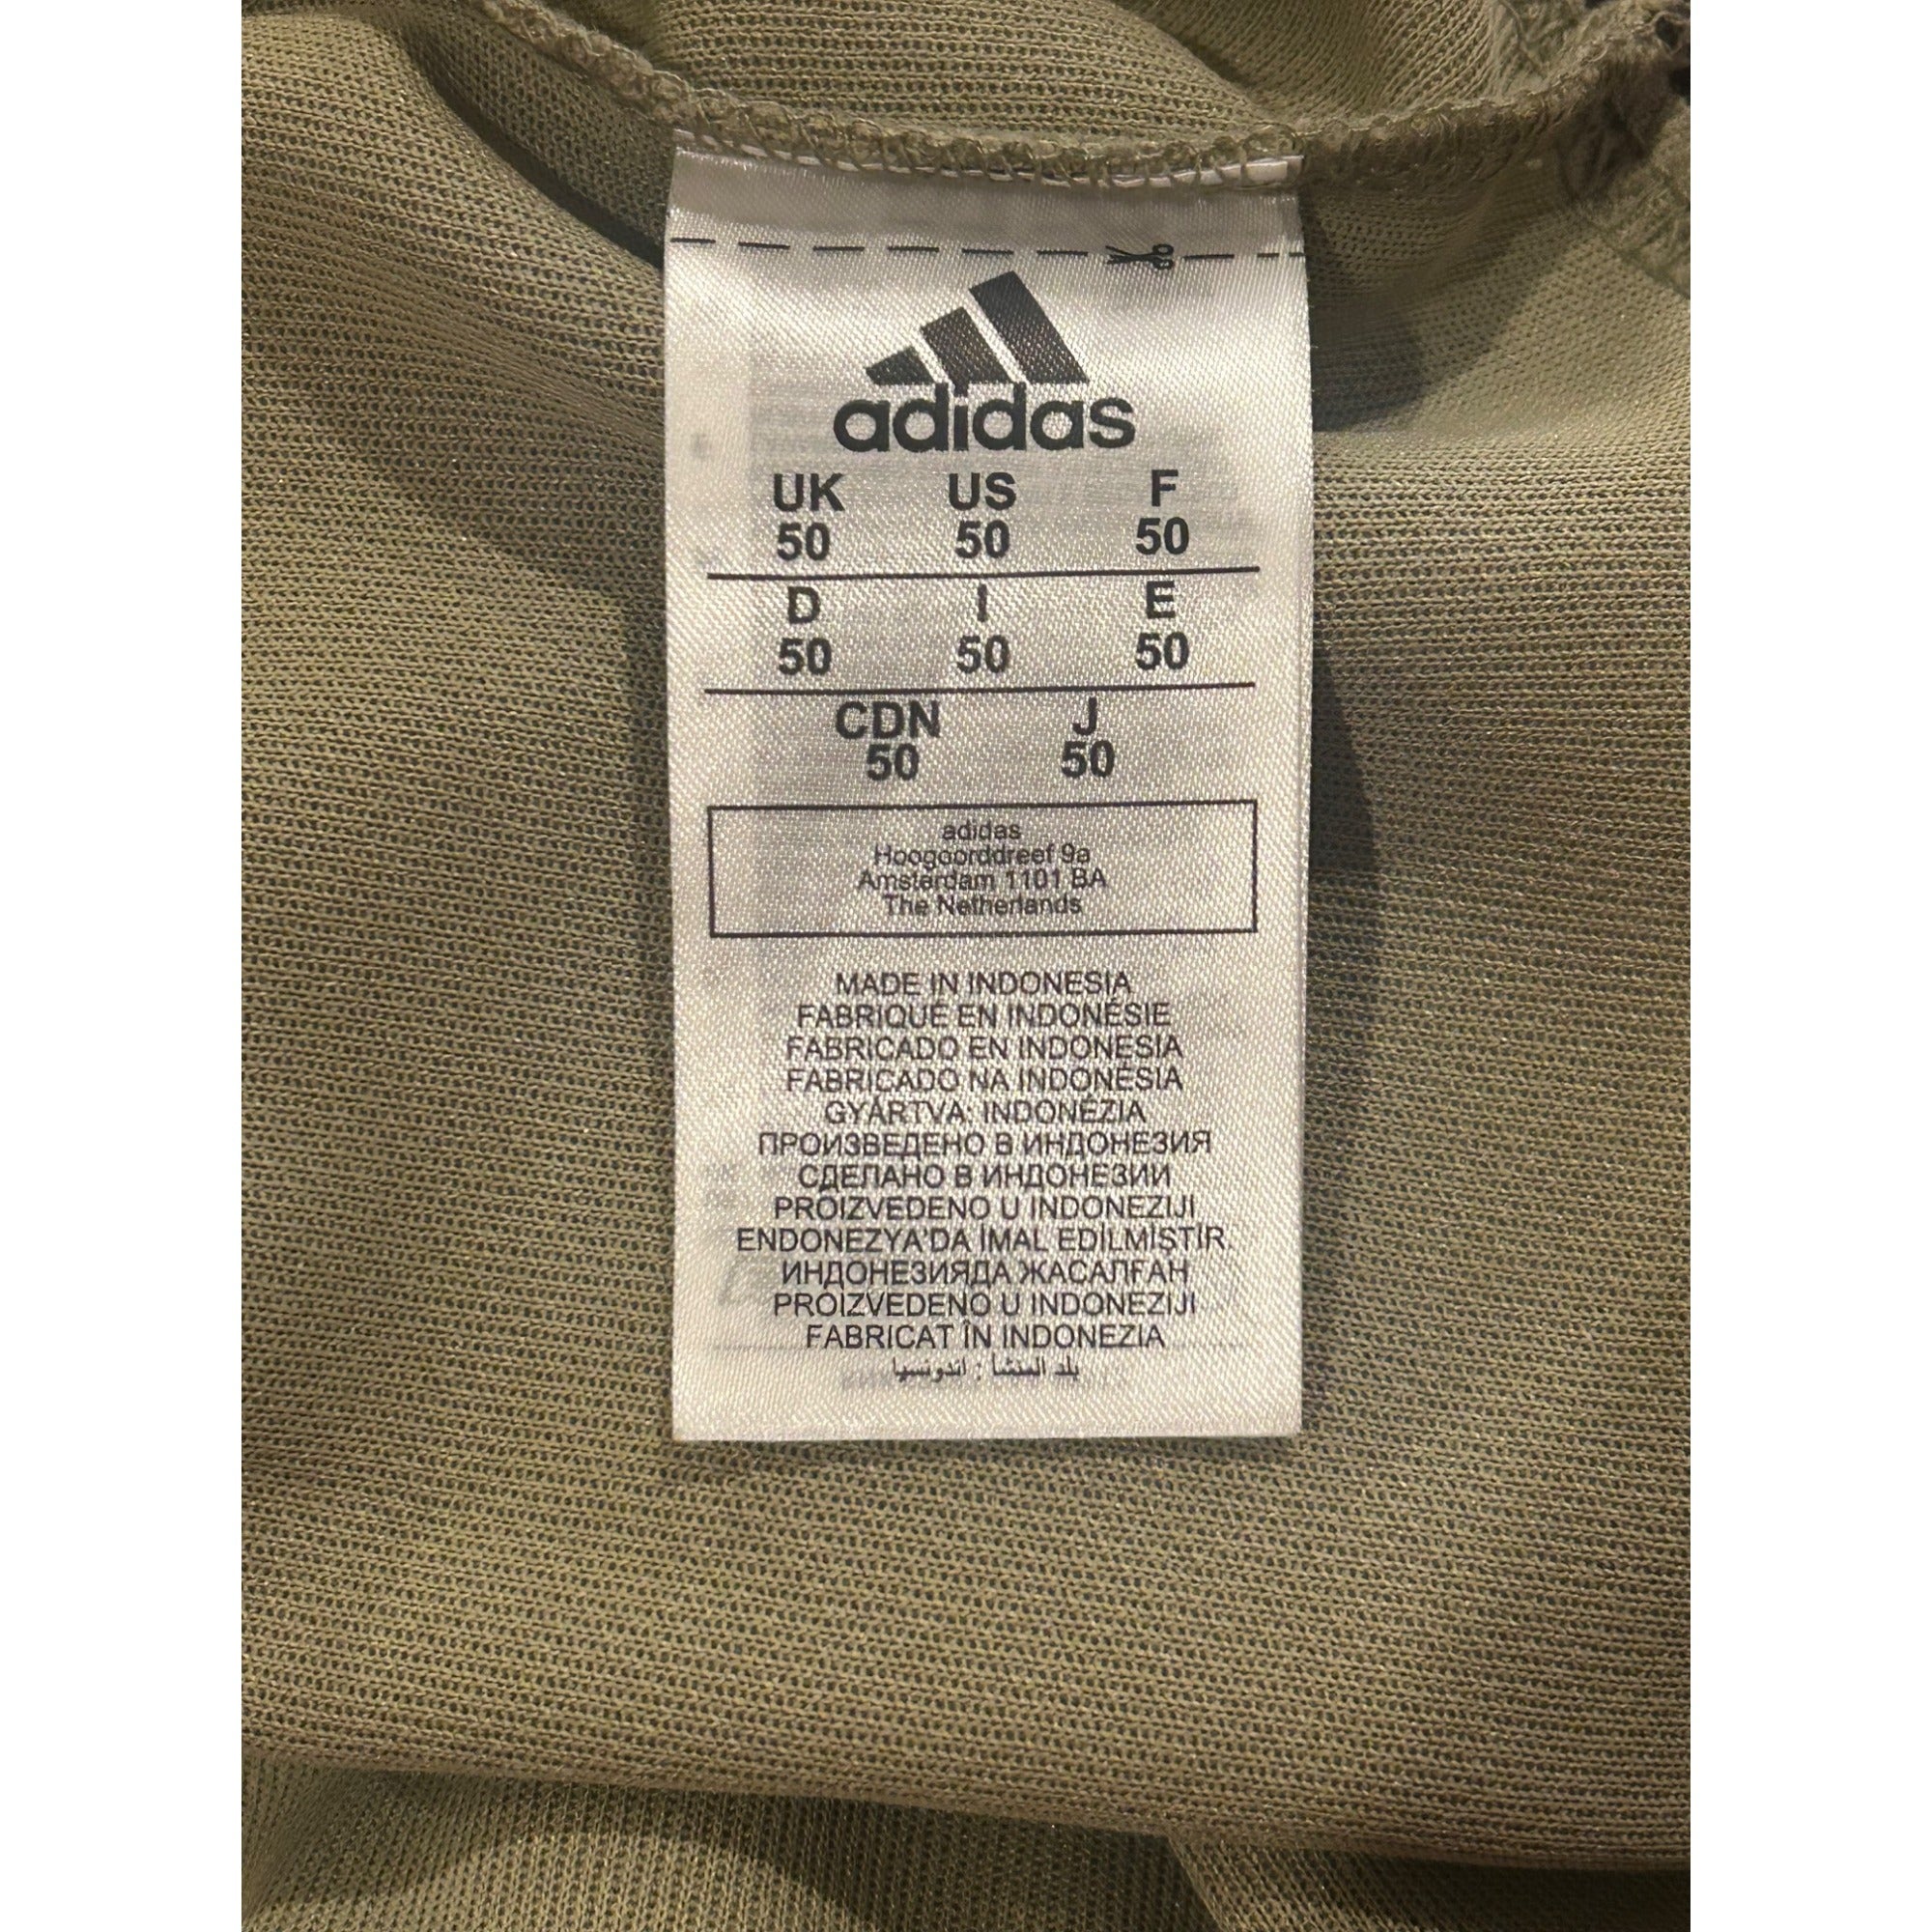 adidas
UK US F
50 50 50
D I E
50 50 50
CDN J
50 50
adidas
Hoogoorddreef 9a
Amsterdam 1101 BA
The Netherlands
MADE IN INDONESIA
FABRIQUÉ EN INDONÉSIE
FABRICADO EN INDONESIA
FABRICADO NA INDONÉSIA
GYÁRTVA: INDONÉZIA
ПРОИЗВЕДЕНО В ИНДОНЕЗИЯ
СДЕЛАНО В ИНДОНЕЗИИ
PROIZVEDENO U INDONEZIJI
ENDONEZYA'DA İMAL EDİLMİŞTİR.
ИНДОНЕЗИЯДА ЖАСАЛҒАН
PROIZVEDENO U INDONEZIJI
FABRICAT ÎN INDONEZIA
بلد المنشأ : اندونسيا